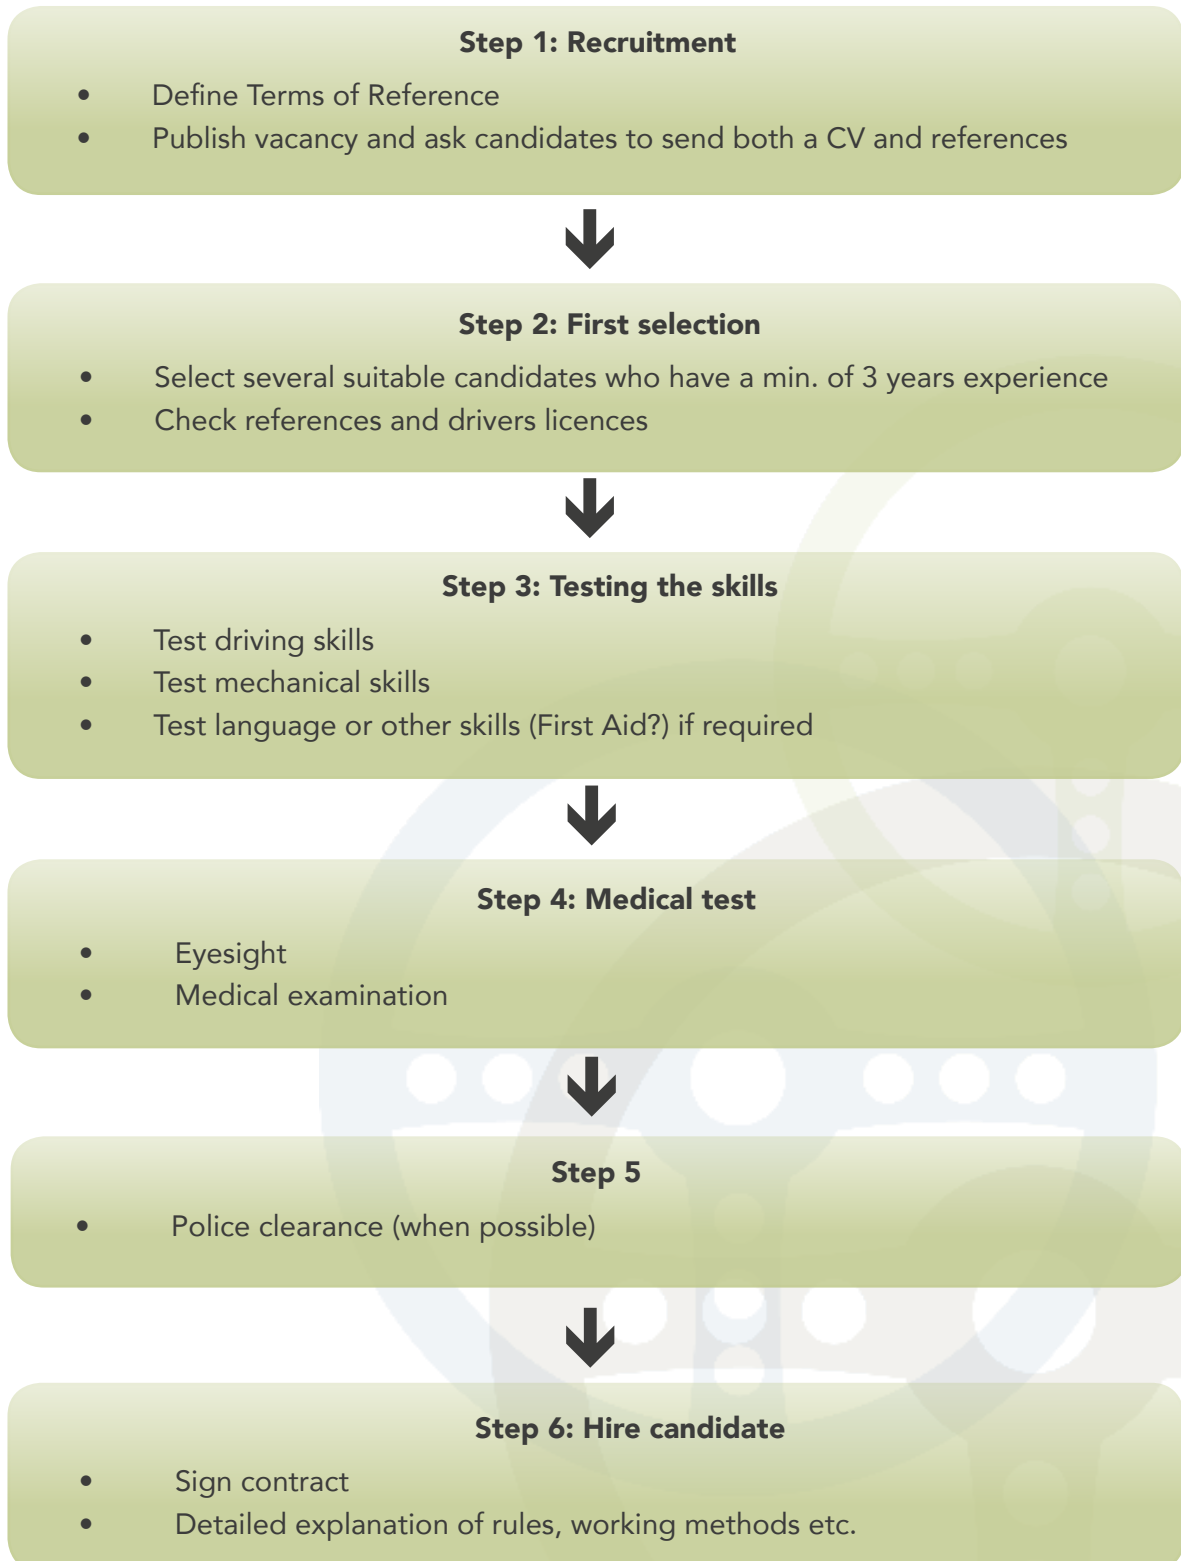 Step 1: Recruitment
• Define Terms of Reference
• Publish vacancy and ask candidates to send both a CV and references
Step 2: First selection
• Select several suitable candidates who have a min. of 3 years experience
• Check references and drivers licences
Step 3: Testing the skills
• Test driving skills
• Test mechanical skills
• Test language or other skills (First Aid?) if required
Step 4: Medical test
• Eyesight
• Medical examination
Step 5
• Police clearance (when possible)
Step 6: Hire candidate
• Sign contract
• Detailed explanation of rules, working methods etc.